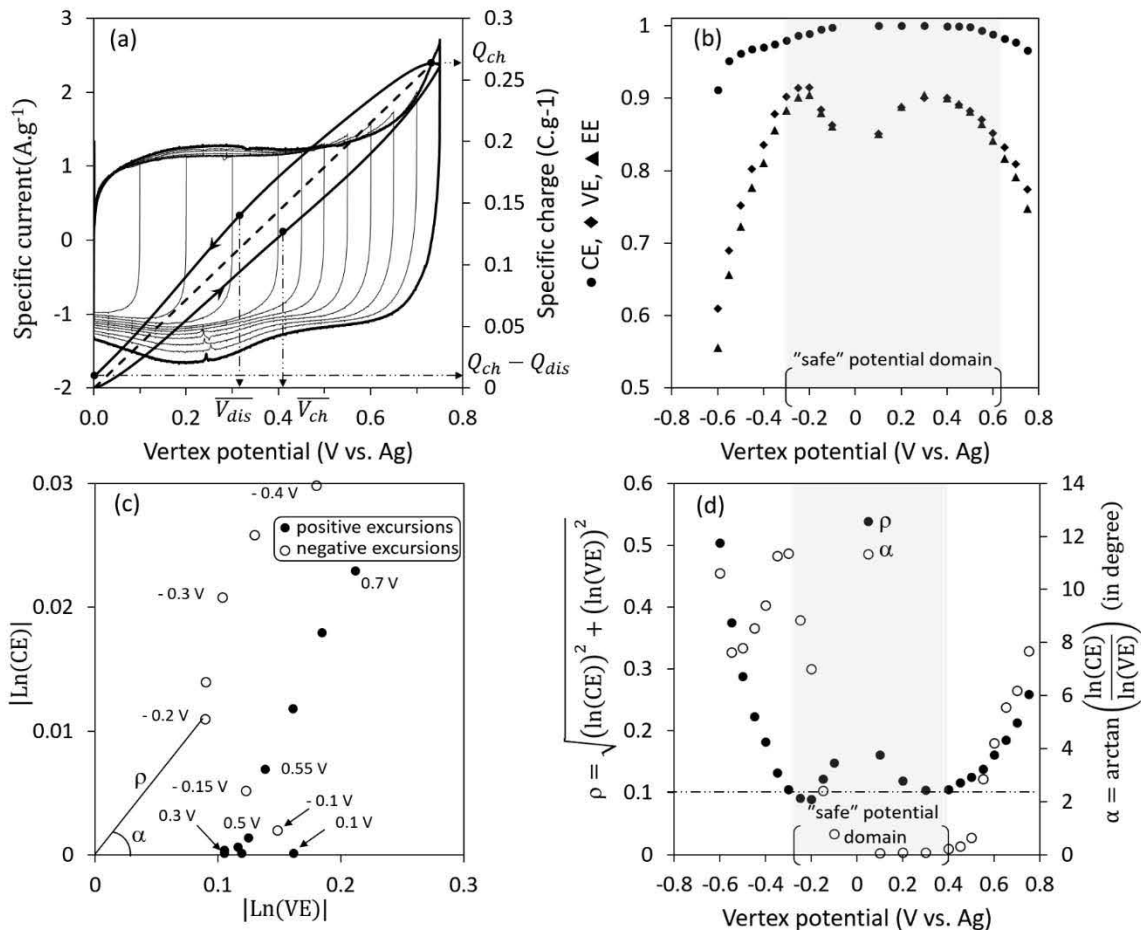 (a)
Q_ch
Q_ch − Q_dis
3
2
1
0
-1
-2
Specific current(A.g⁻¹)
0.3
0.25
0.2
0.15
0.1
0.05
0
Specific charge (C.g-1)
0.0 0.2 0.4 0.6 0.8
V_dis V_ch
Vertex potential (V vs. Ag)
(b)
1
0.9
0.8
0.7
0.6
0.5
● CE, ◆ VE, ▲ EE
"safe" potential domain
-0.8 -0.6 -0.4 -0.2 0 0.2 0.4 0.6 0.8
Vertex potential (V vs. Ag)
(c)
0.03
0.02
0.01
0
|Ln(CE)|
- 0.4 V
● positive excursions
○ negative excursions
0.7
- 0.3 V
- 0.2 V
ρ
α
0.55 V
- 0.15 V
- 0.1 V
0.3 V
0.5 V
0.1 V
0 0.1 0.2 0.3
|Ln(VE)|
(d)
0.6
0.5
0.4
0.3
0.2
0.1
0
ρ = √((ln(CE))² + (ln(VE))²)
● ρ
○ α
14
12
10
8
6
4
2
0
α = arctan (ln(CE)/ln(VE)) (in degree)
"safe" potential
domain
-0.8 -0.6 -0.4 -0.2 0 0.2 0.4 0.6 0.8
Vertex potential (V vs. Ag)